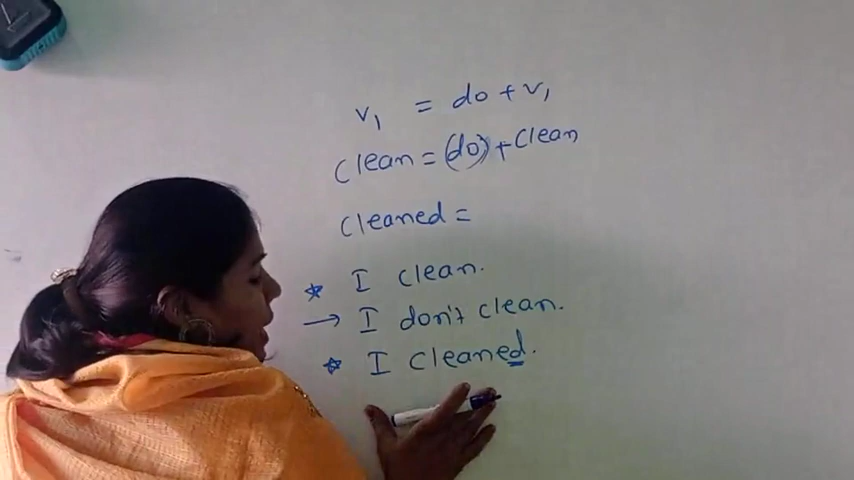 v₁ = do + v₁
clean = (do) + clean
cleaned =
* I clean.
→ I don't clean.
* I cleaned.